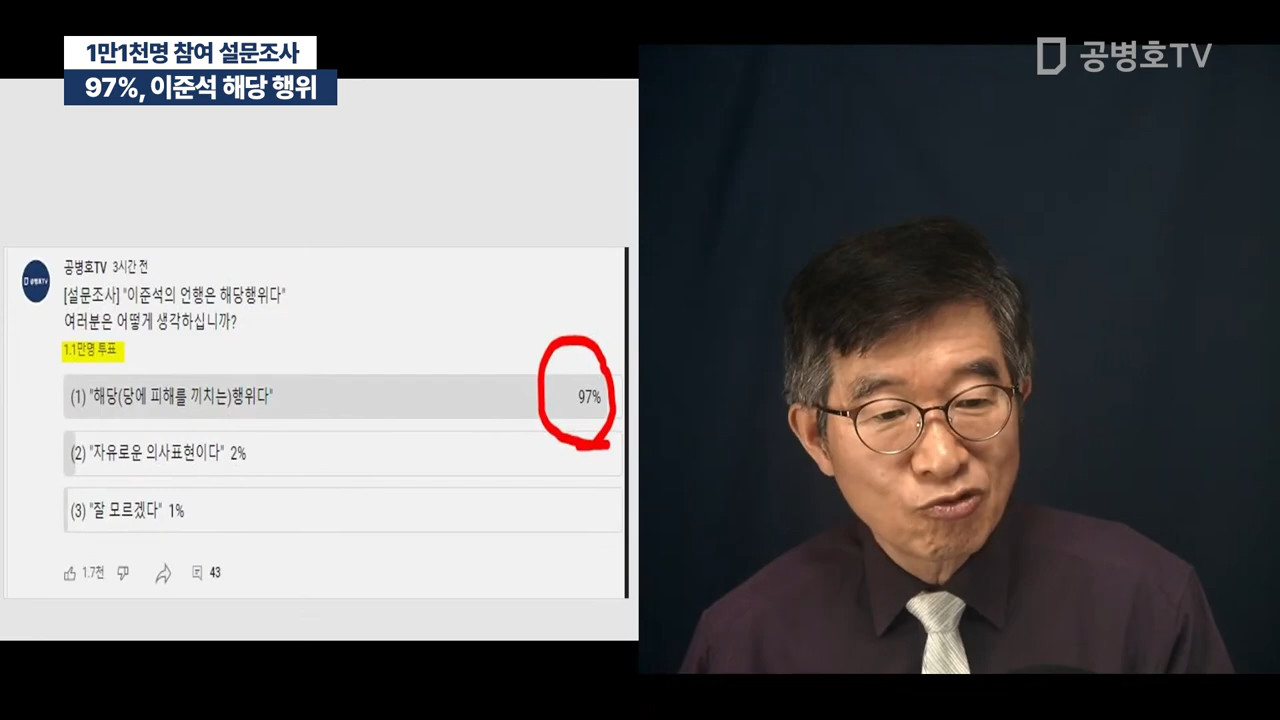 1만1천명 참여 설문조사
97%, 이준석 해당 행위
공병호TV
공병호TV
공병호TV 3시간 전
[설문조사] "이준석의 언행은 해당행위다"
여러분은 어떻게 생각하십니까?
1.1만명 투표
(1) "해당(당에 피해를 끼치는)행위다" 97%
(2) "자유로운 의사표현이다" 2%
(3) "잘 모르겠다" 1%
1.7천 43